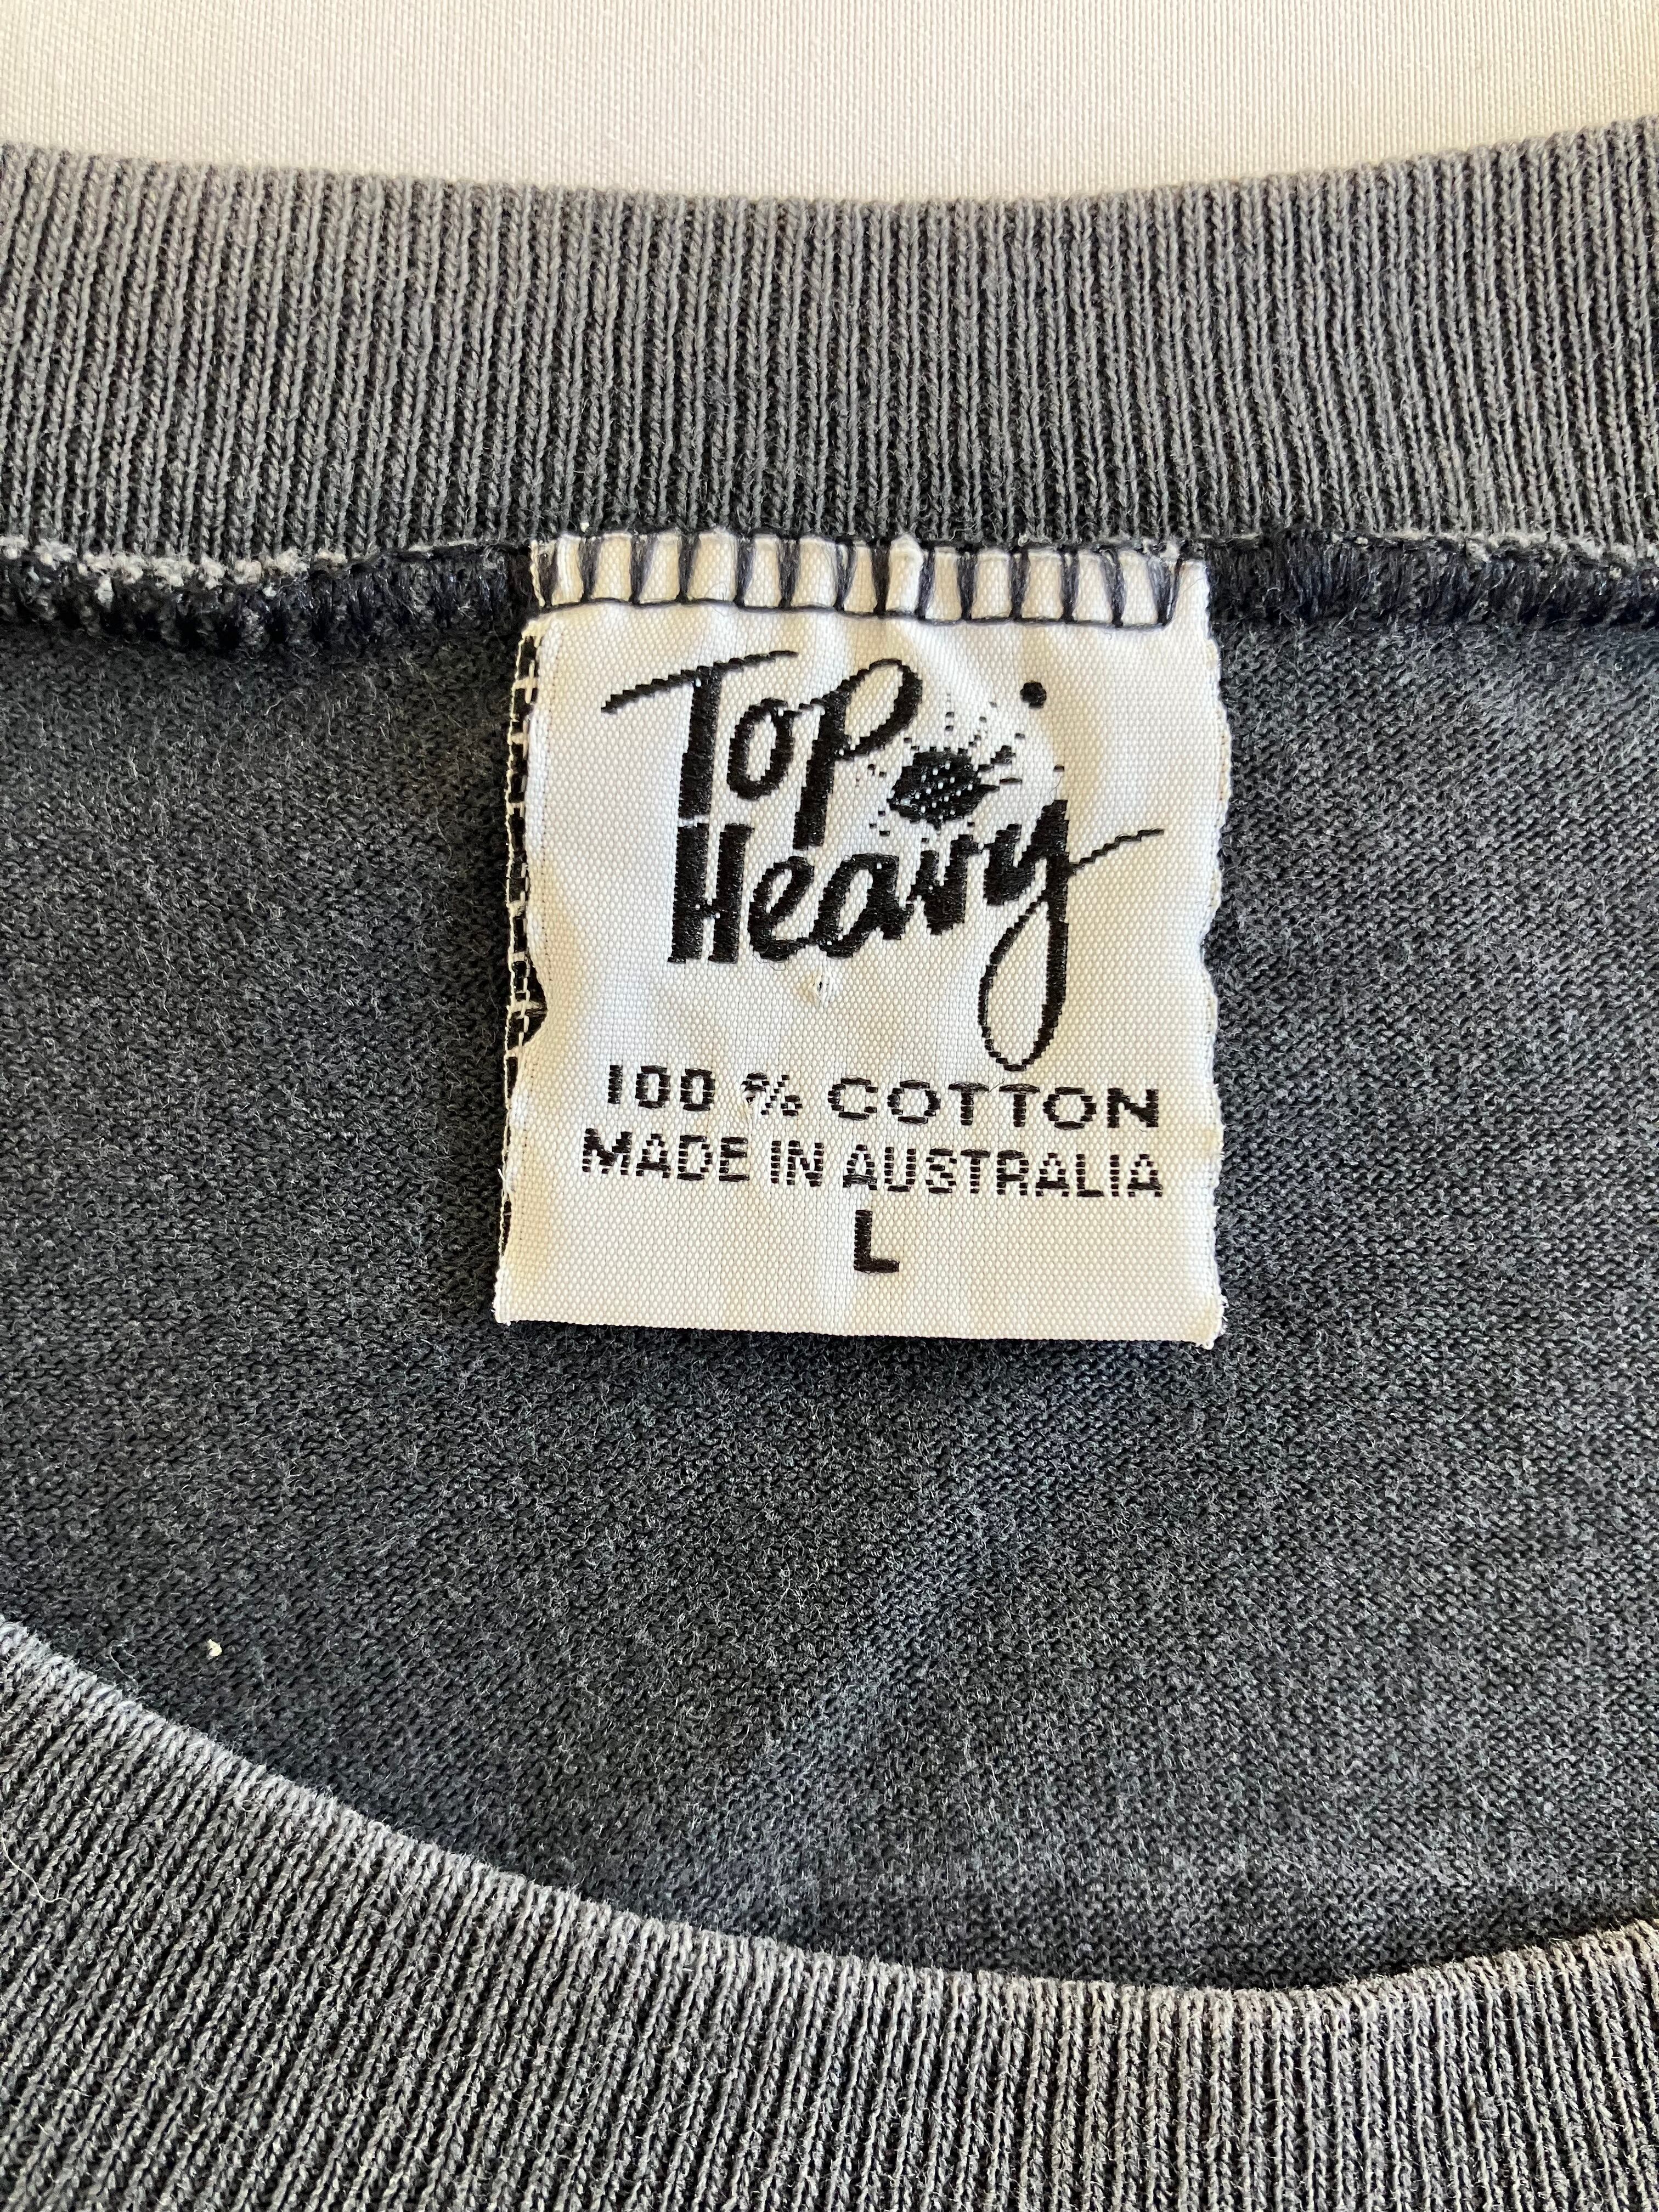 Top
Heavy
100 % COTTON
MADE IN AUSTRALIA
L